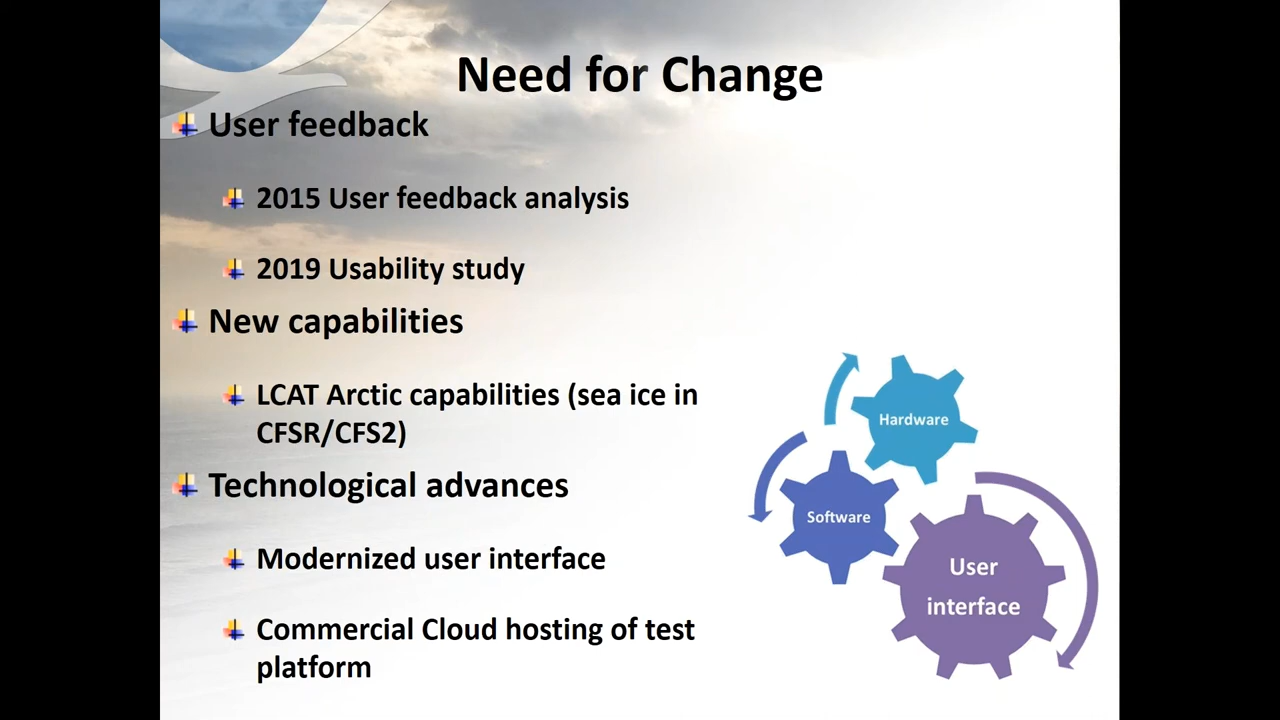 Need for Change
User feedback
2015 User feedback analysis
2019 Usability study
New capabilities
LCAT Arctic capabilities (sea ice in
CFSR/CFS2)
Technological advances
Modernized user interface
Commercial Cloud hosting of test
platform
Hardware
Software
User
interface